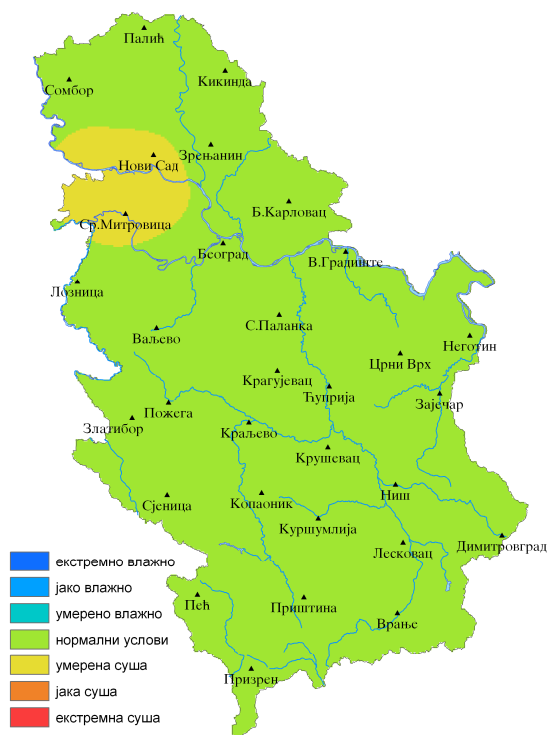 Палић
Кикинда
Сомбор
Зрењанин
Нови Сад
Б.Карловац
Ср.Митровица
Београд
В.Градиште
Лозница
С.Паланка
Ваљево
Неготин
Црни Врх
Крагујевац
Ћуприја
Зајечар
Пожега
Златибор
Краљево
Крушевац
Ниш
Копаоник
Сјеница
Куршумлија
Димитровград
Лесковац
Пећ
Приштина
Врање
Призрен
екстремно влажно
јако влажно
умерено влажно
нормални услови
умерена суша
јака суша
екстремна суша